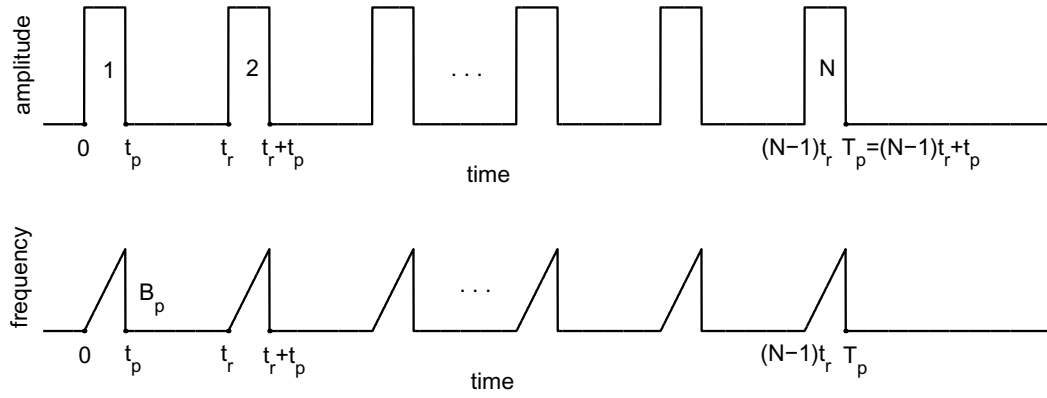 amplitude
1
2
. . .
N
0
t_p
t_r
t_r+t_p
(N−1)t_r
T_p=(N−1)t_r+t_p
time
frequency
B_p
. . .
0
t_p
t_r
t_r+t_p
(N−1)t_r
T_p
time